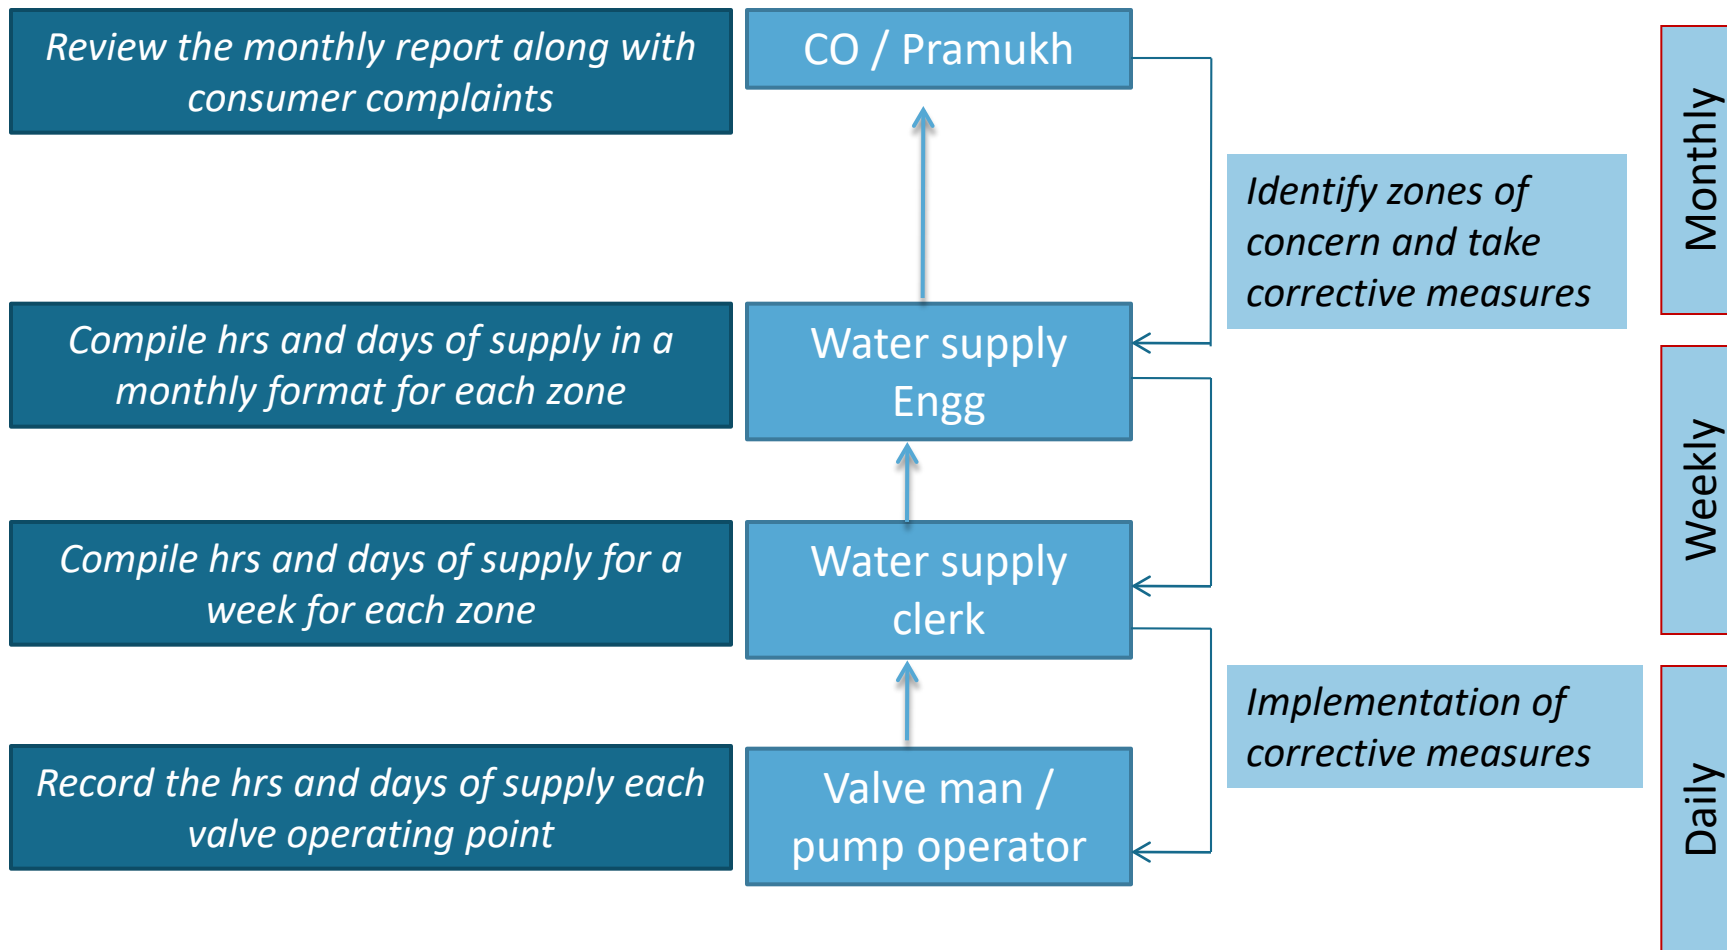 Review the monthly report along with
consumer complaints
CO / Pramukh
Monthly
Identify zones of
concern and take
corrective measures
Compile hrs and days of supply in a
monthly format for each zone
Water supply
Engg
Weekly
Compile hrs and days of supply for a
week for each zone
Water supply
clerk
Implementation of
corrective measures
Record the hrs and days of supply each
valve operating point
Valve man /
pump operator
Daily